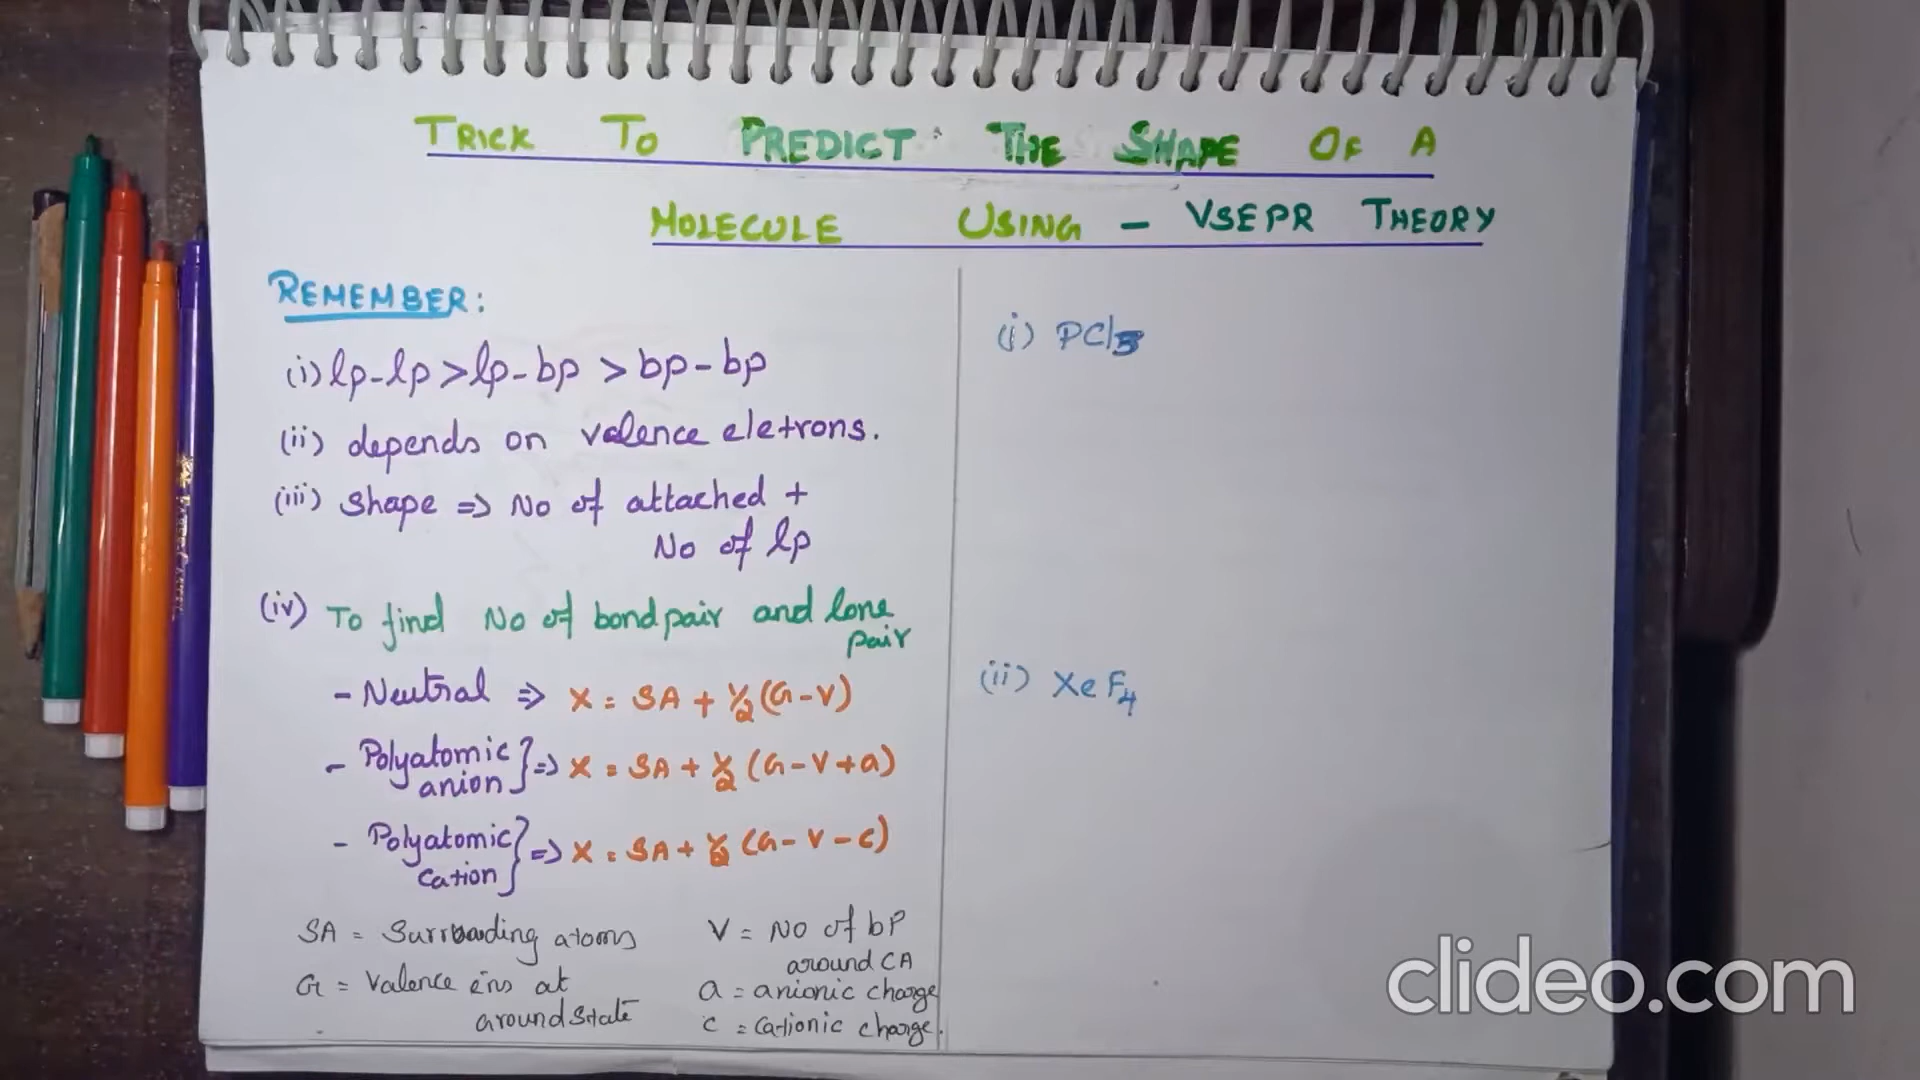 TRICK TO PREDICT THE SHAPE OF A
MOLECULE USING - VSEPR THEORY
REMEMBER:
(i) lp-lp > lp-bp > bp-bp
(ii) depends on valence eletrons.
(iii) shape => No of attached +
No of lp
(iv) To find No of bond pair and lone
pair
- Neutral => X = SA + 1/2 (G-V)
- Polyatomic
anion } => X = SA + 1/2 (G-V+a)
- Polyatomic
cation } => X = SA + 1/2 (G-V-c)
SA = Surrounding atoms
G = Valence ēns at
around state
V = No of bp
around CA
a = anionic charge
c = cationic charge.
(i) PCl5
(ii) XeF4
clideo.com